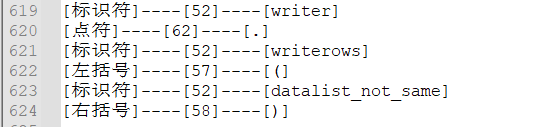 619 [标识符]----[52]----[writer]
620 [点符]----[62]----[.]
621 [标识符]----[52]----[writerows]
622 [左括号]----[57]----[(]
623 [标识符]----[52]----[datalist_not_same]
624 [右括号]----[58]----[)]